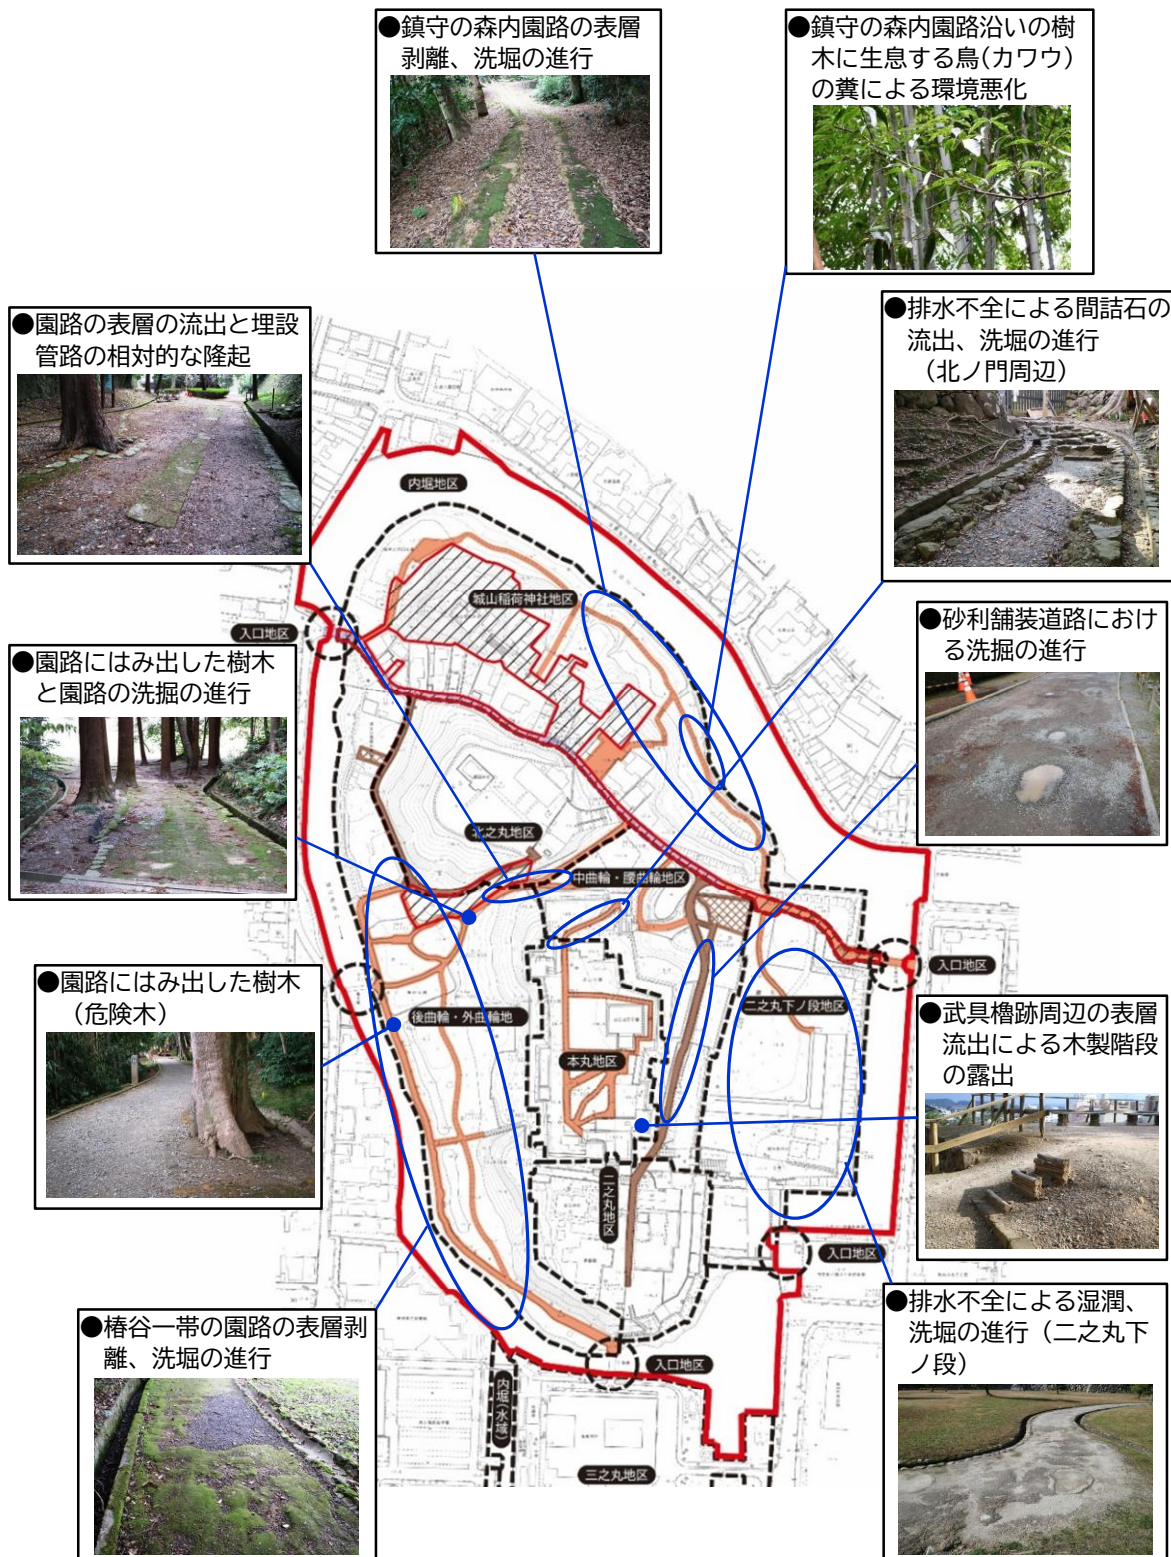 ●鎮守の森内園路の表層
剥離、洗堀の進行
●鎮守の森内園路沿いの樹
木に生息する鳥(カワウ)
の糞による環境悪化
●園路の表層の流出と埋設
管路の相対的な隆起
●排水不全による間詰石の
流出、洗堀の進行
（北ノ門周辺）
内堀地区
城山稲荷神社地区
入口地区
●園路にはみ出した樹木
と園路の洗掘の進行
●砂利舗装道路におけ
る洗掘の進行
北之丸地区
中曲輪・腰曲輪地区
●園路にはみ出した樹木
（危険木）
入口地区
二之丸下ノ段地区
後曲輪・外曲輪地
本丸地区
●武具櫓跡周辺の表層
流出による木製階段
の露出
二之丸地区
入口地区
●椿谷一帯の園路の表層剥
離、洗堀の進行
●排水不全による湿潤、
洗堀の進行（二之丸下
ノ段）
入口地区
内堀(水域)
三之丸地区